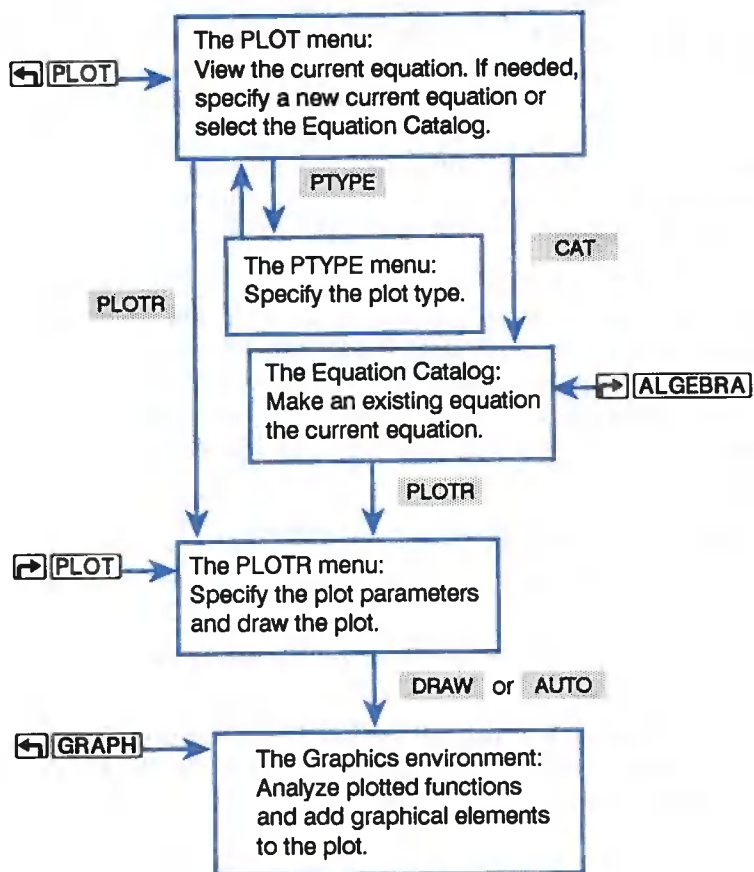 The PLOT menu:
View the current equation. If needed,
specify a new current equation or
select the Equation Catalog.
PLOT
PTYPE
CAT
The PTYPE menu:
Specify the plot type.
PLOTR
The Equation Catalog:
Make an existing equation
the current equation.
ALGEBRA
PLOTR
PLOT
The PLOTR menu:
Specify the plot parameters
and draw the plot.
DRAW or AUTO
GRAPH
The Graphics environment:
Analyze plotted functions
and add graphical elements
to the plot.